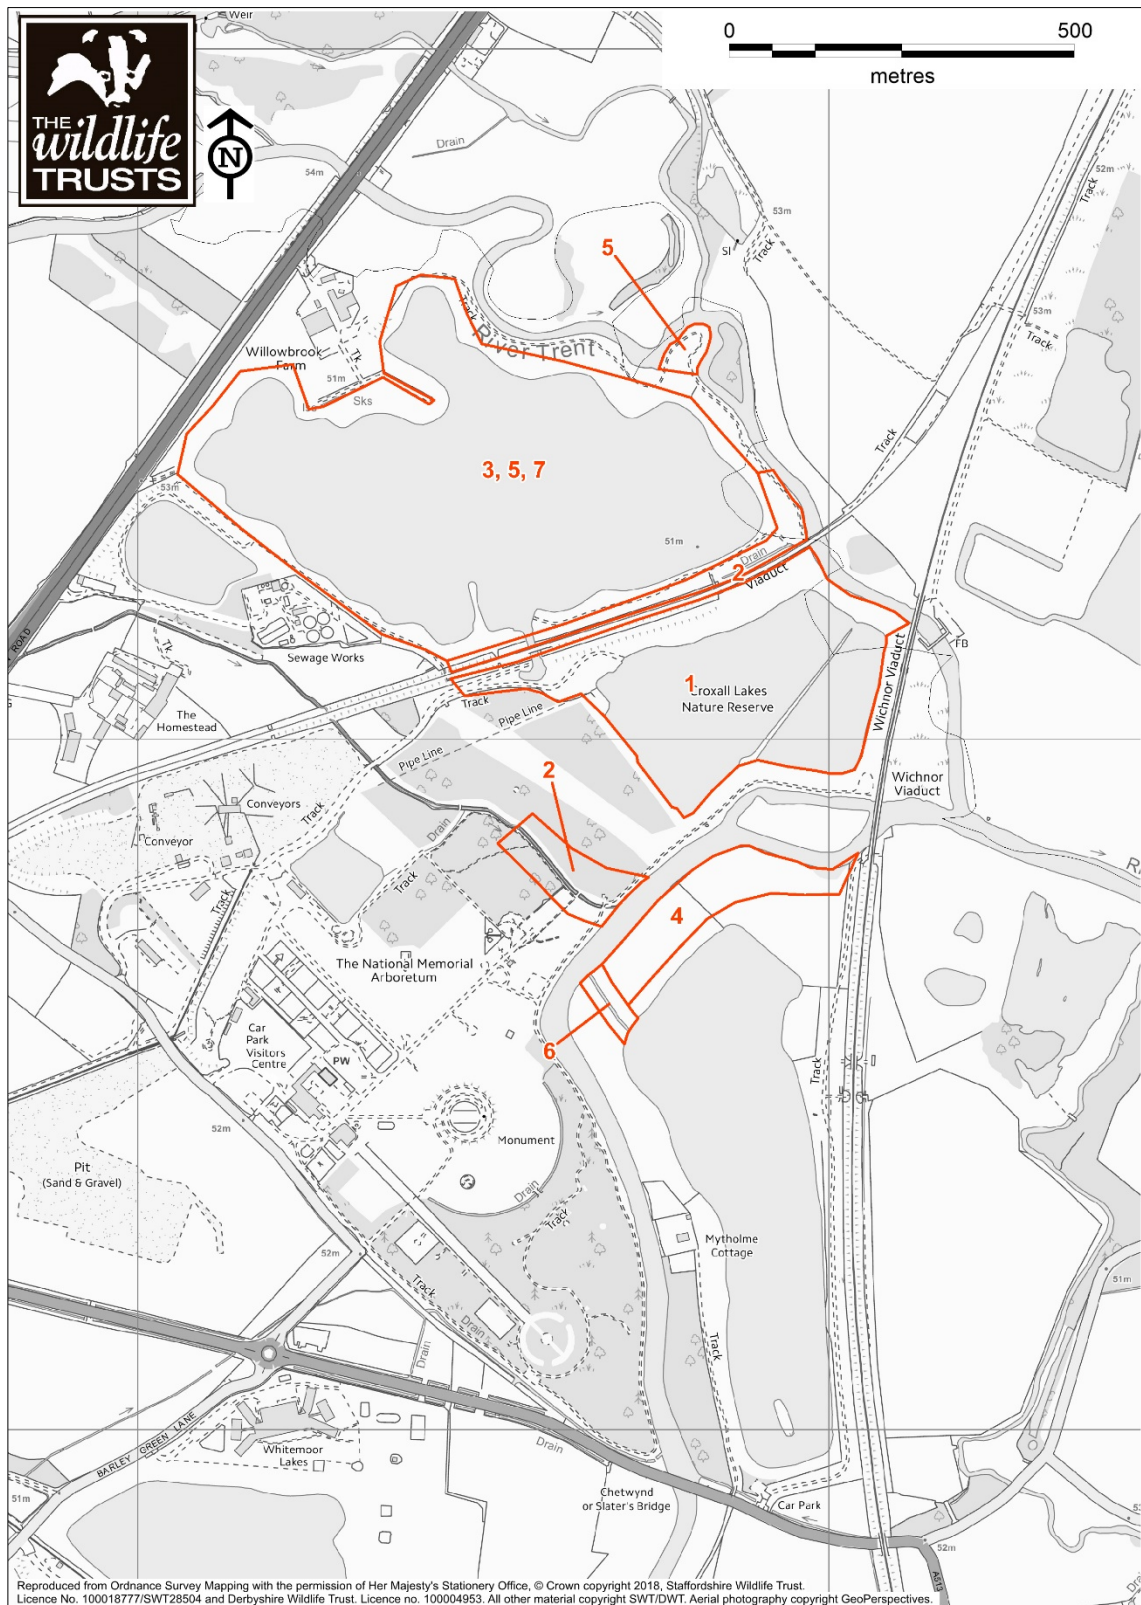 Weir
0 500
metres
THE
wildlife
TRUSTS
N
Drain
54m
52m
Track
53m
Sl
Track
5
53m
Track
Track
River Trent
Willowbrook
Farm
Tk
51m
Sks
Track
3, 5, 7
53m
51m
Drain
2
Viaduct
ROAD
Tk
Sewage Works
FB
1
Croxall Lakes
Nature Reserve
Wichnor Viaduct
Track
The
Homestead
Pipe Line
Pipe Line
2
Wichnor
Viaduct
Conveyors
Track
Conveyor
Drain
Track
Track
4
The National Memorial
Arboretum
Car
Park
Visitors
Centre
PW
6
Track
52m
Monument
Pit
(Sand & Gravel)
Drain
Track
Mytholme
Cottage
52m
51m
Track
Drain
Track
Drain
BARLEY GREEN LANE
Whitemoor
Lakes
Drain
51m
Chetwynd
or Slater's Bridge
Car Park
52m
A513
Reproduced from Ordnance Survey Mapping with the permission of Her Majesty's Stationery Office, © Crown copyright 2018, Staffordshire Wildlife Trust.
Licence No. 100018777/SWT28504 and Derbyshire Wildlife Trust. Licence no. 100004953. All other material copyright SWT/DWT. Aerial photography copyright GeoPerspectives.